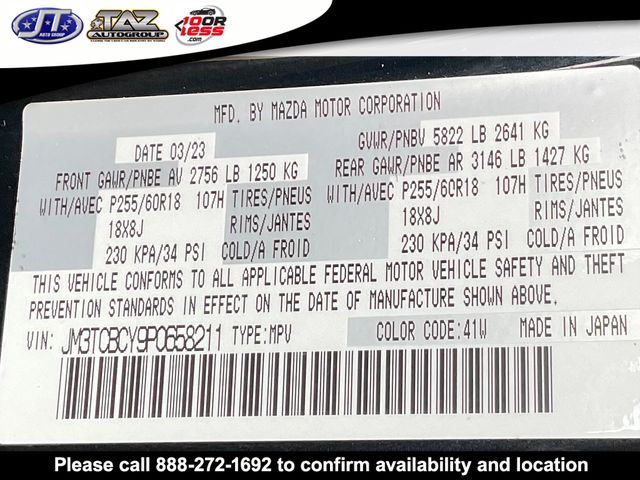 JT
AUTO GROUP
TAZ
AUTOGROUP
100R
LESS.COM
MFD. BY MAZDA MOTOR CORPORATION
DATE 03/23
GVWR/PNBV 5822 LB 2641 KG
FRONT GAWR/PNBE AV 2756 LB 1250 KG
REAR GAWR/PNBE AR 3146 LB 1427 KG
WITH/AVEC P255/60R18 107H TIRES/PNEUS
WITH/AVEC P255/60R18 107H TIRES/PNEUS
18X8J RIMS/JANTES
18X8J RIMS/JANTES
230 KPA/34 PSI COLD/A FROID
230 KPA/34 PSI COLD/A FROID
THIS VEHICLE CONFORMS TO ALL APPLICABLE FEDERAL MOTOR VEHICLE SAFETY AND THEFT
PREVENTION STANDARDS IN EFFECT ON THE DATE OF MANUFACTURE SHOWN ABOVE.
VIN: JM3TCBCY9P0658211 TYPE:MPV COLOR CODE:41W MADE IN JAPAN
Please call 888-272-1692 to confirm availability and location